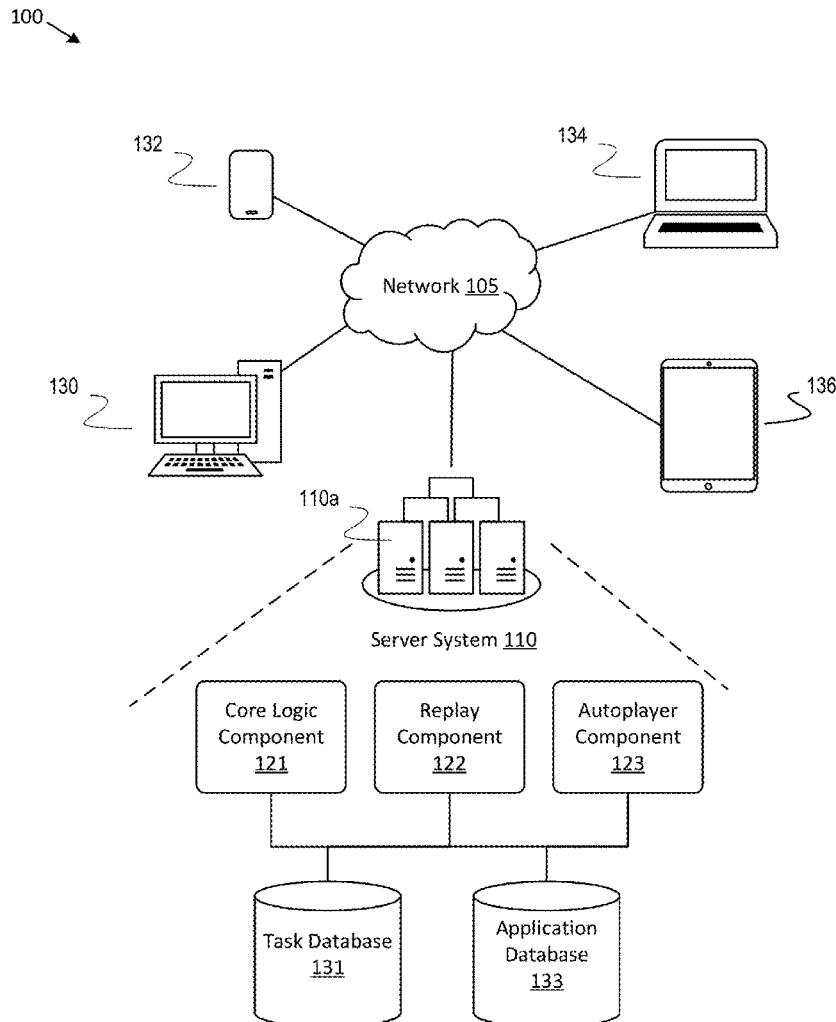 100
132
134
Network 105
130
136
110a
Server System 110
Core Logic
Component
121
Replay
Component
122
Autoplayer
Component
123
Task Database
131
Application
Database
133